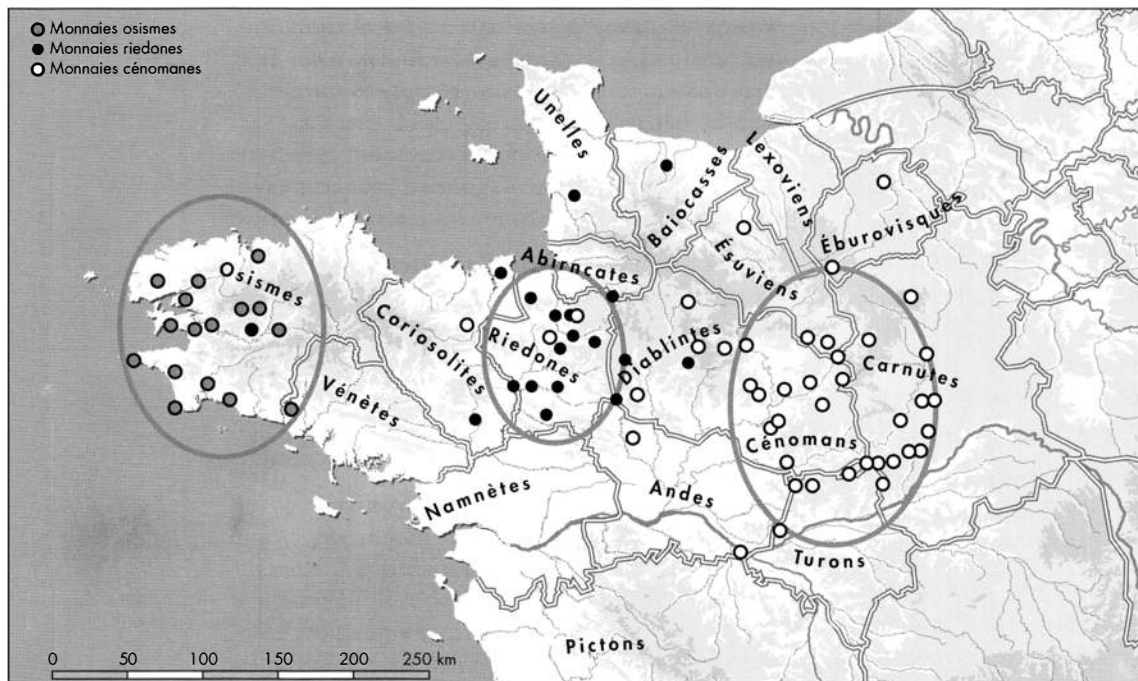 Monnaies osismes
Monnaies riedones
Monnaies cénomanes
Unelles
Baiocasses
Lexoviens
Éburovisques
Ésuviens
Abirncates
sismes
Coriosolites
Riedones
Diablintes
Carnutes
Vénètes
Cénomans
Namnètes
Andes
Turons
Pictons
0 50 100 150 200 250 km